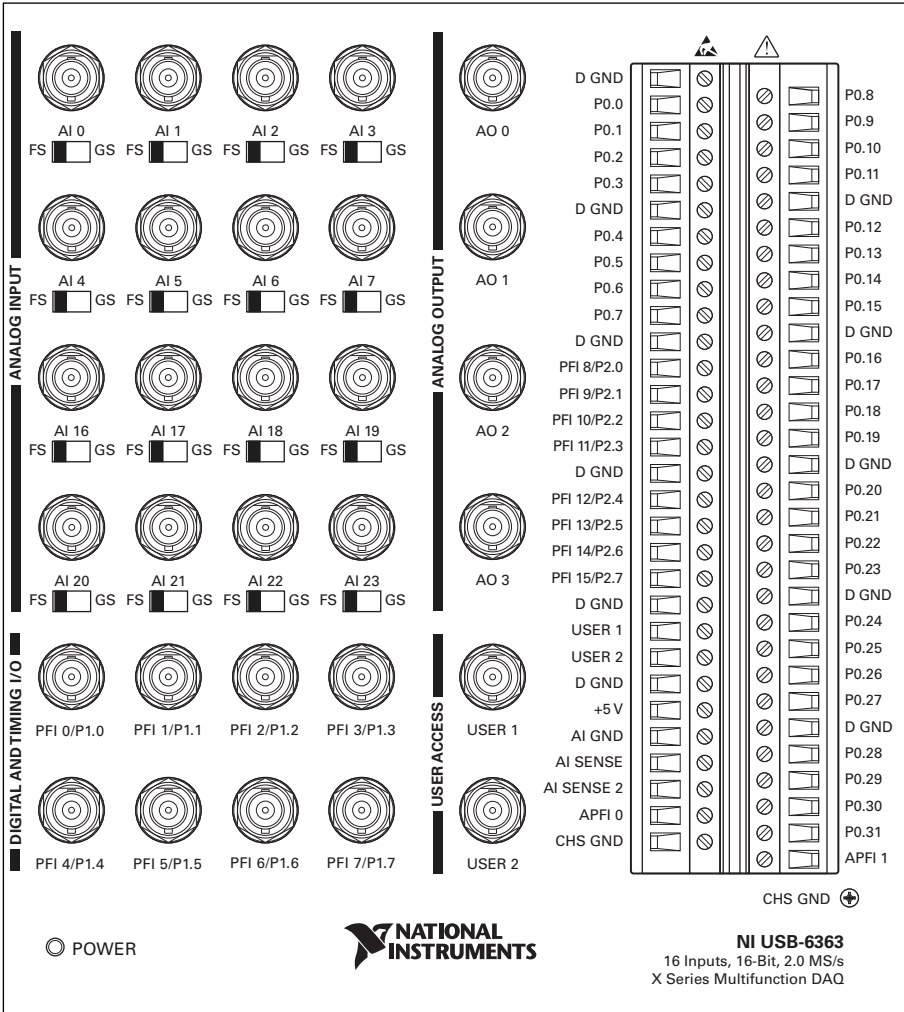 ANALOG INPUT
AI 0 AI 1 AI 2 AI 3
FS GS FS GS FS GS FS GS
AI 4 AI 5 AI 6 AI 7
FS GS FS GS FS GS FS GS
AI 16 AI 17 AI 18 AI 19
FS GS FS GS FS GS FS GS
AI 20 AI 21 AI 22 AI 23
FS GS FS GS FS GS FS GS
DIGITAL AND TIMING I/O
PFI 0/P1.0 PFI 1/P1.1 PFI 2/P1.2 PFI 3/P1.3
PFI 4/P1.4 PFI 5/P1.5 PFI 6/P1.6 PFI 7/P1.7
ANALOG OUTPUT
AO 0
AO 1
AO 2
AO 3
USER ACCESS
USER 1
USER 2
D GND
P0.0
P0.1
P0.2
P0.3
D GND
P0.4
P0.5
P0.6
P0.7
D GND
PFI 8/P2.0
PFI 9/P2.1
PFI 10/P2.2
PFI 11/P2.3
D GND
PFI 12/P2.4
PFI 13/P2.5
PFI 14/P2.6
PFI 15/P2.7
D GND
USER 1
USER 2
D GND
+5 V
AI GND
AI SENSE
AI SENSE 2
APFI 0
CHS GND
P0.8
P0.9
P0.10
P0.11
D GND
P0.12
P0.13
P0.14
P0.15
D GND
P0.16
P0.17
P0.18
P0.19
D GND
P0.20
P0.21
P0.22
P0.23
D GND
P0.24
P0.25
P0.26
P0.27
D GND
P0.28
P0.29
P0.30
P0.31
APFI 1
CHS GND
POWER
NATIONAL
INSTRUMENTS
NI USB-6363
16 Inputs, 16-Bit, 2.0 MS/s
X Series Multifunction DAQ